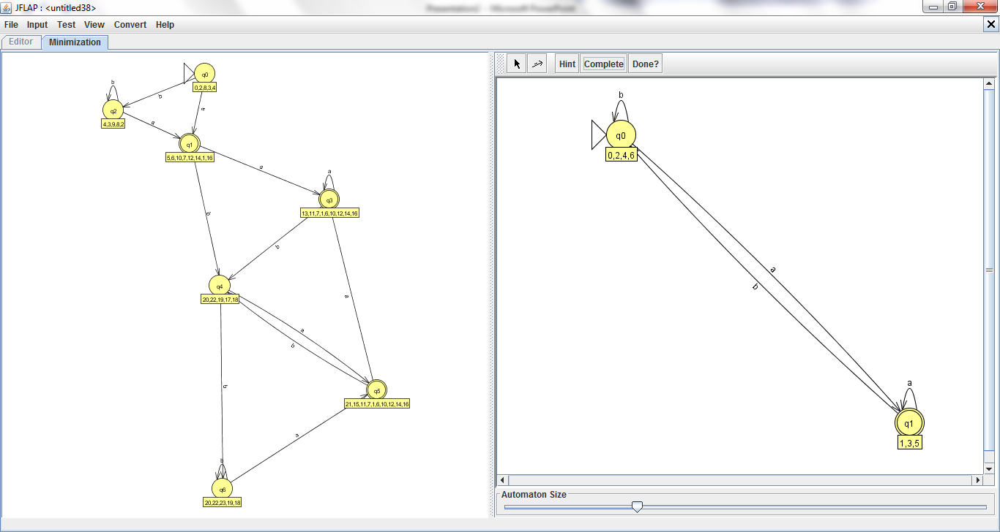 JFLAP : <untitled38>
Presentation2 - Microsoft PowerPoint
File Input Test View Convert Help
Editor Minimization
Hint Complete Done?
q0
0,2,8,3,4
b
b
a
q2
4,3,9,8,2
a
q1
5,6,10,7,12,14,1,16
a
a
q3
13,11,7,1,6,10,12,14,16
b
b
a
q4
20,22,19,17,18
a
b
q5
21,15,11,7,1,6,10,12,14,16
b
a
b
q6
20,22,23,19,18
b
q0
0,2,4,6
a
b
a
q1
1,3,5
Automaton Size